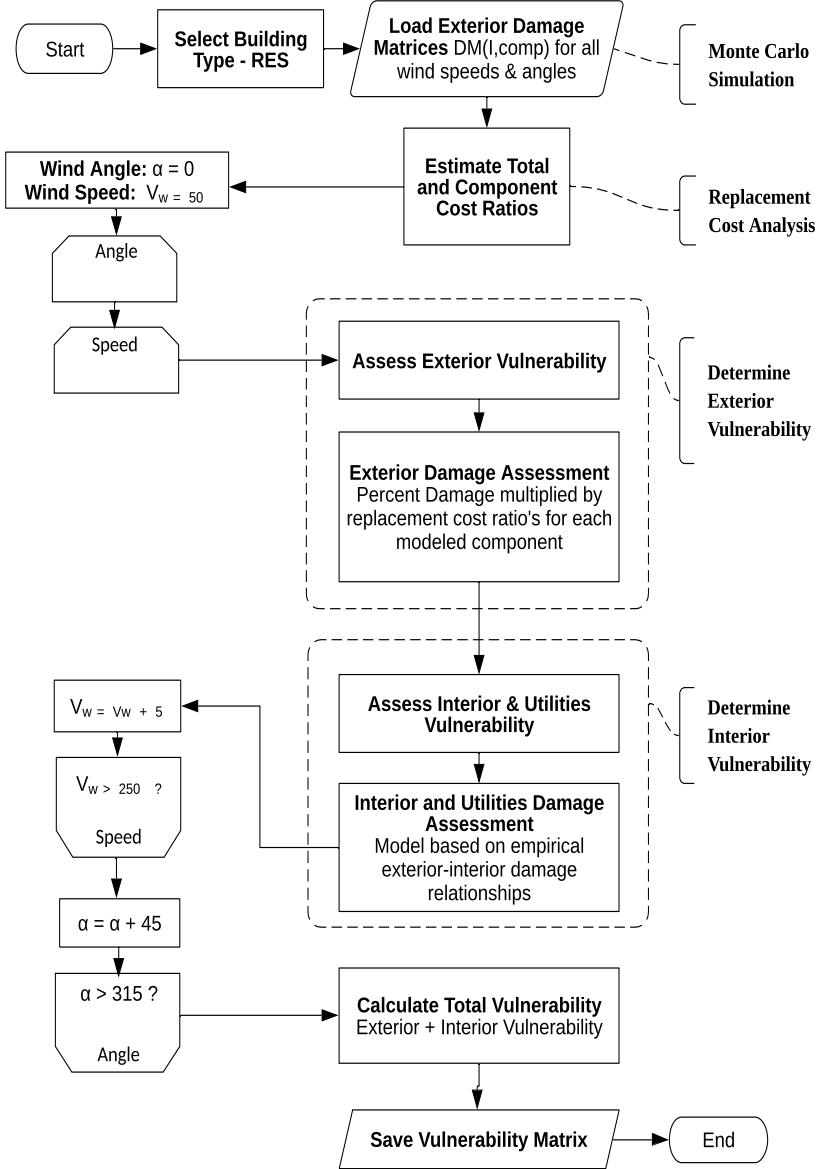 Start
Select Building
Type - RES
Load Exterior Damage
Matrices DM(I,comp) for all
wind speeds & angles
Monte Carlo
Simulation
Estimate Total
and Component
Cost Ratios
Replacement
Cost Analysis
Wind Angle: α = 0
Wind Speed: Vw = 50
Angle
Speed
Assess Exterior Vulnerability
Exterior Damage Assessment
Percent Damage multiplied by
replacement cost ratio's for each
modeled component
Determine
Exterior
Vulnerability
Assess Interior & Utilities
Vulnerability
Interior and Utilities Damage
Assessment
Model based on empirical
exterior-interior damage
relationships
Determine
Interior
Vulnerability
Vw = Vw + 5
Vw > 250 ?
Speed
α = α + 45
α > 315 ?
Angle
Calculate Total Vulnerability
Exterior + Interior Vulnerability
Save Vulnerability Matrix
End